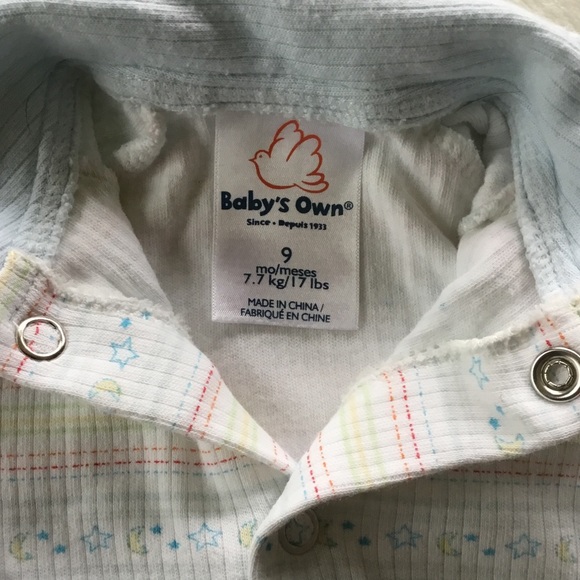 Baby's Own®
Since • Depuis 1933
9
mo/meses
7.7 kg/17 lbs
MADE IN CHINA/
FABRIQUÉ EN CHINE